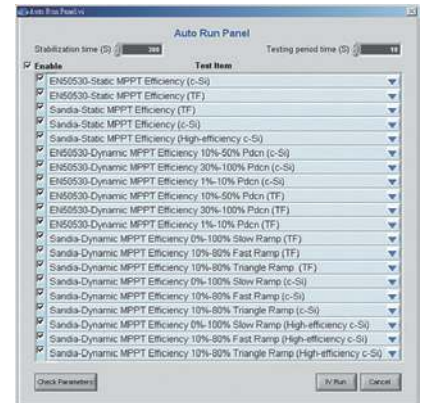 Auto Run Panel.vi
Auto Run Panel
Stabilization time (S) 300 Testing period time (S) 10
Enable Test Item
EN50530-Static MPPT Efficiency (c-Si)
EN50530-Static MPPT Efficiency (TF)
Sandia-Static MPPT Efficiency (TF)
Sandia-Static MPPT Efficiency (c-Si)
Sandia-Static MPPT Efficiency (High-efficiency c-Si)
EN50530-Dynamic MPPT Efficiency 10%-50% Pdcn (c-Si)
EN50530-Dynamic MPPT Efficiency 30%-100% Pdcn (c-Si)
EN50530-Dynamic MPPT Efficiency 1%-10% Pdcn (c-Si)
EN50530-Dynamic MPPT Efficiency 10%-50% Pdcn (TF)
EN50530-Dynamic MPPT Efficiency 30%-100% Pdcn (TF)
EN50530-Dynamic MPPT Efficiency 1%-10% Pdcn (TF)
Sandia-Dynamic MPPT Efficiency 0%-100% Slow Ramp (TF)
Sandia-Dynamic MPPT Efficiency 10%-80% Fast Ramp (TF)
Sandia-Dynamic MPPT Efficiency 10%-80% Triangle Ramp (TF)
Sandia-Dynamic MPPT Efficiency 0%-100% Slow Ramp (c-Si)
Sandia-Dynamic MPPT Efficiency 10%-80% Fast Ramp (c-Si)
Sandia-Dynamic MPPT Efficiency 10%-80% Triangle Ramp (c-Si)
Sandia-Dynamic MPPT Efficiency 0%-100% Slow Ramp (High-efficiency c-Si)
Sandia-Dynamic MPPT Efficiency 10%-80% Fast Ramp (High-efficiency c-Si)
Sandia-Dynamic MPPT Efficiency 10%-80% Triangle Ramp (High-efficiency c-Si)
Check Parameters IV Run Cancel